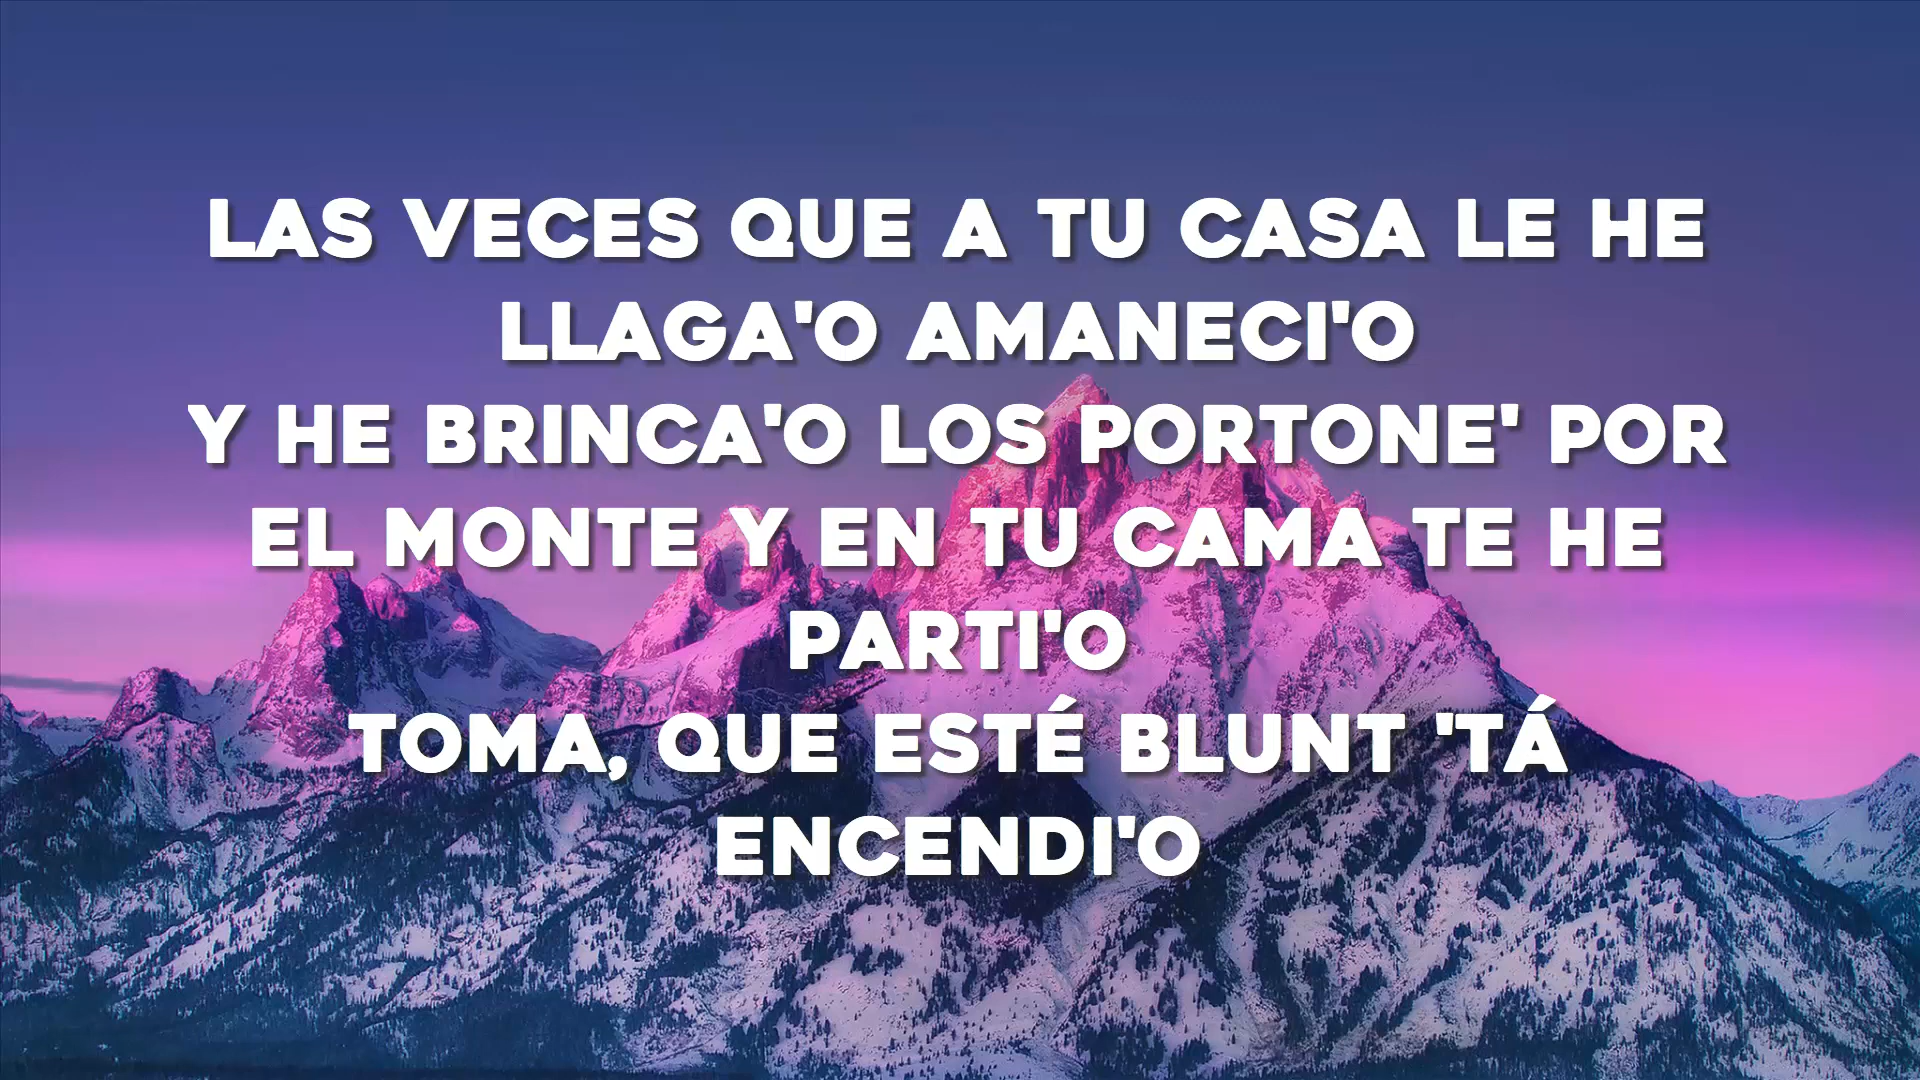 LAS VECES QUE A TU CASA LE HE
LLAGA'O AMANECI'O
Y HE BRINCA'O LOS PORTONE' POR
EL MONTE Y EN TU CAMA TE HE
PARTI'O
TOMA, QUE ESTÉ BLUNT 'TÁ
ENCENDI'O